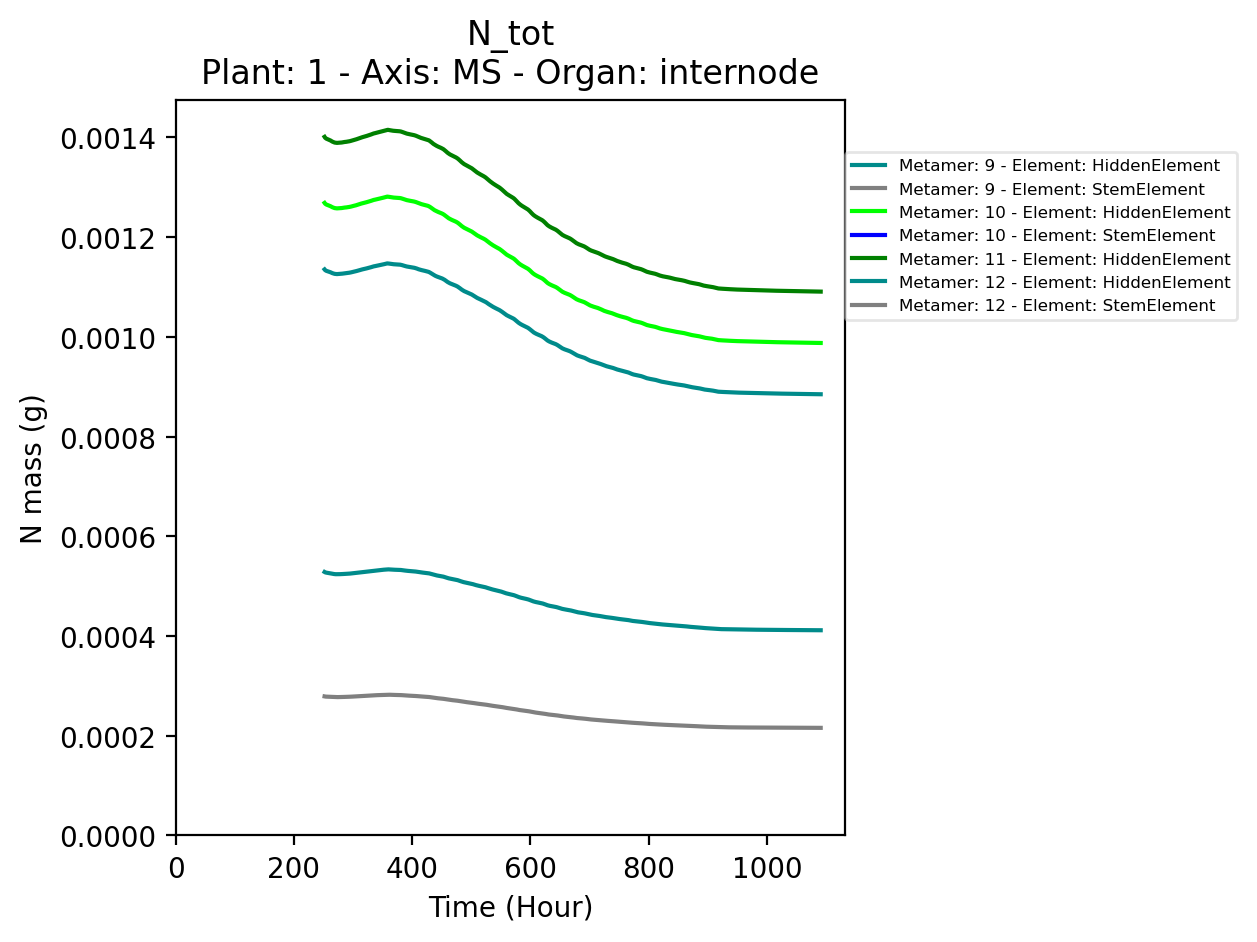 N_tot
Plant: 1 - Axis: MS - Organ: internode
0.0014
0.0012
0.0010
0.0008
0.0006
0.0004
0.0002
0.0000
N mass (g)
0 200 400 600 800 1000
Time (Hour)
Metamer: 9 - Element: HiddenElement
Metamer: 9 - Element: StemElement
Metamer: 10 - Element: HiddenElement
Metamer: 10 - Element: StemElement
Metamer: 11 - Element: HiddenElement
Metamer: 12 - Element: HiddenElement
Metamer: 12 - Element: StemElement